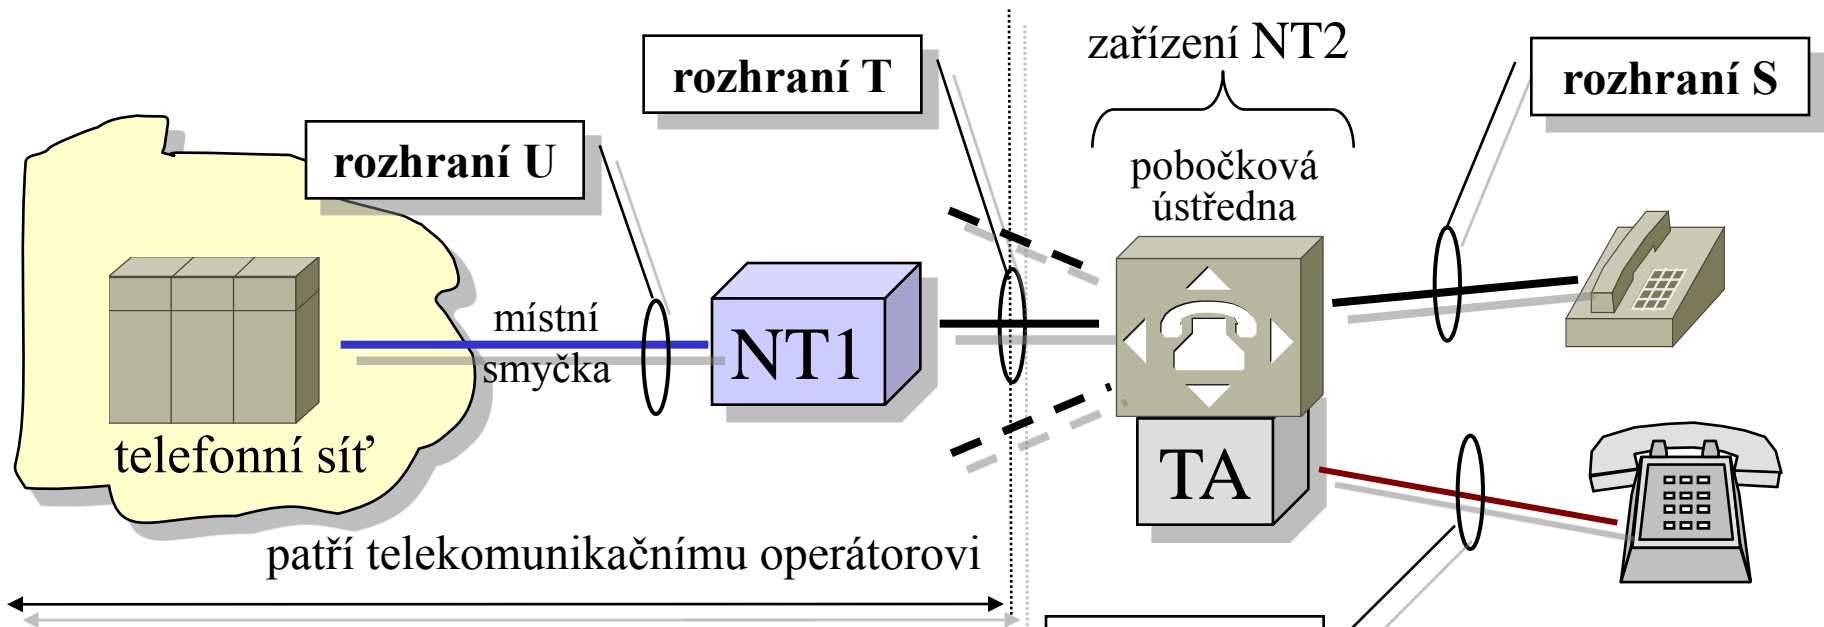 zařízení NT2
rozhraní T
rozhraní S
rozhraní U
pobočková
ústředna
místní
smyčka
NT1
telefonní síť
TA
patří telekomunikačnímu operátorovi